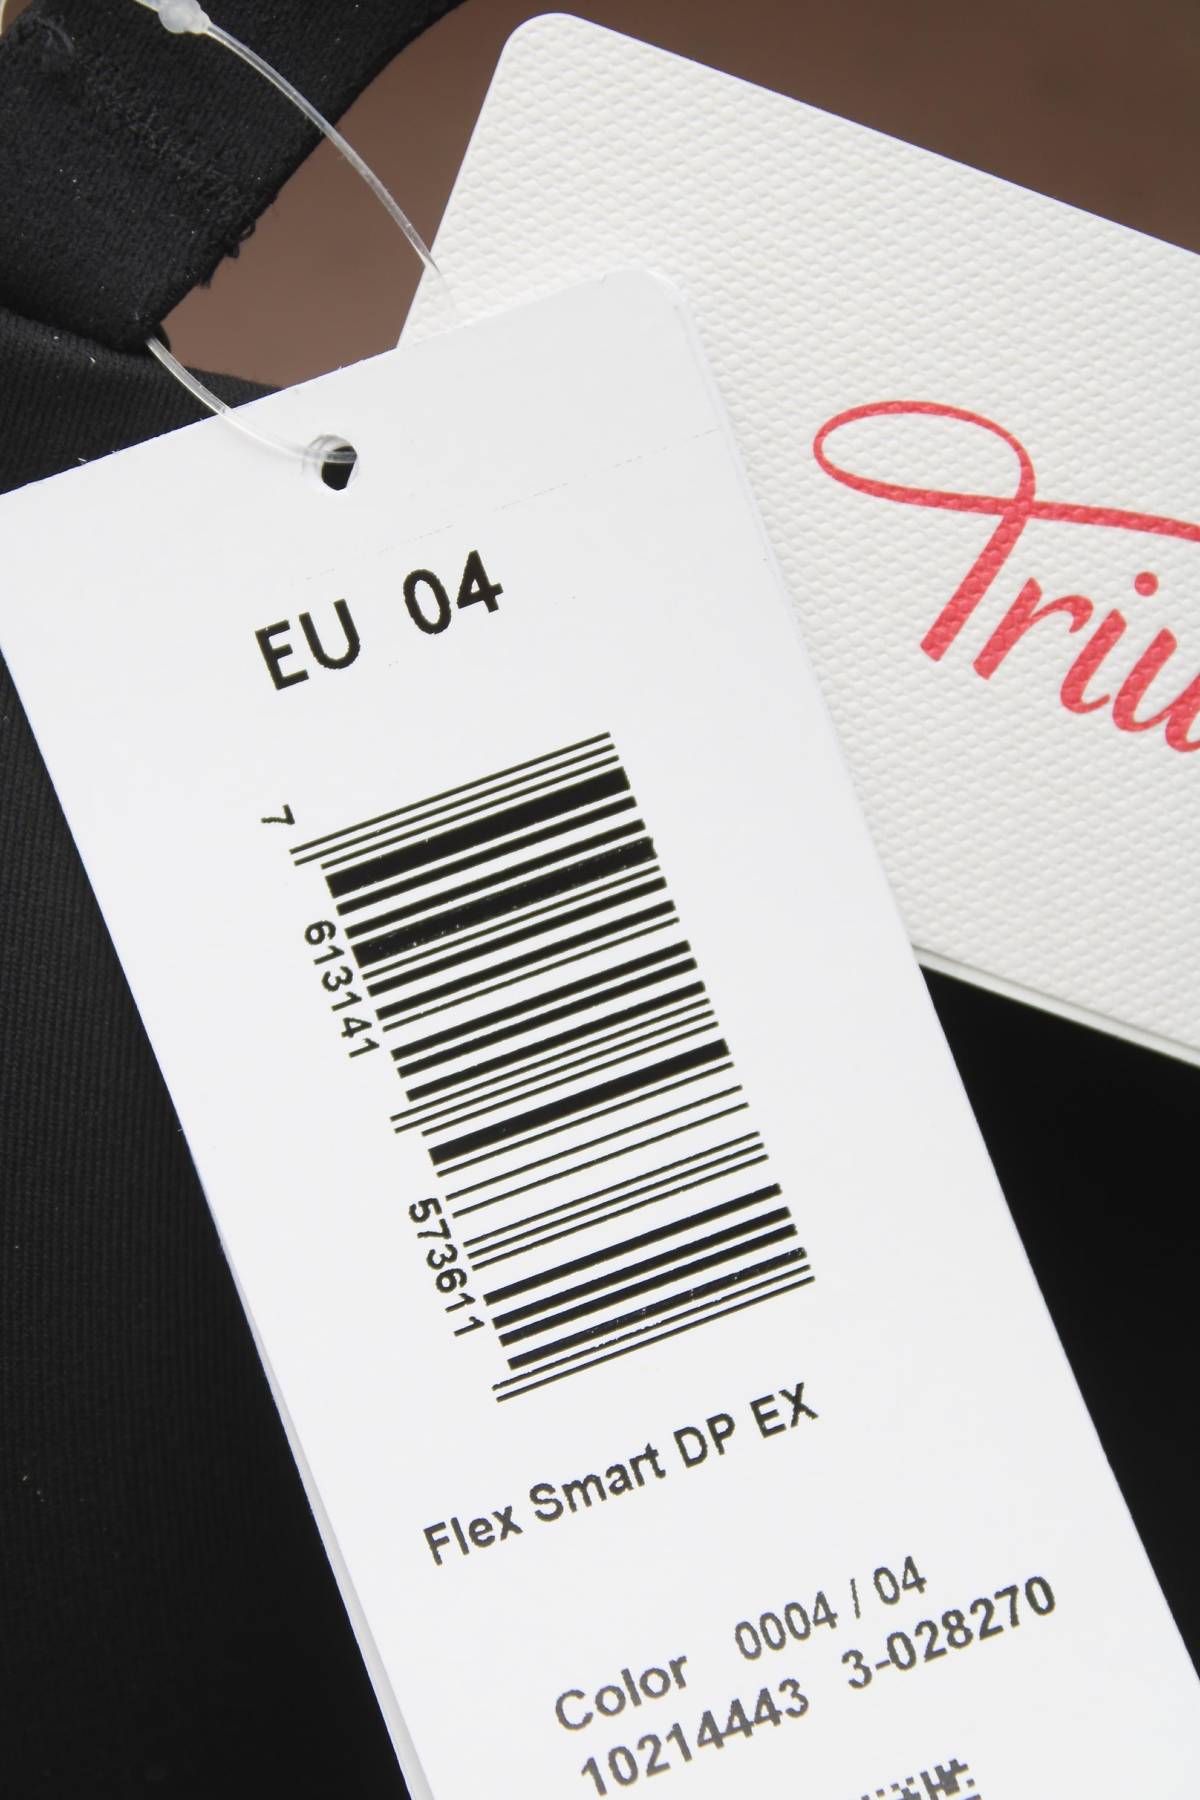 Triu
EU 04
7 613141 573611
Flex Smart DP EX
Color 0004 / 04
10214443 3-028270